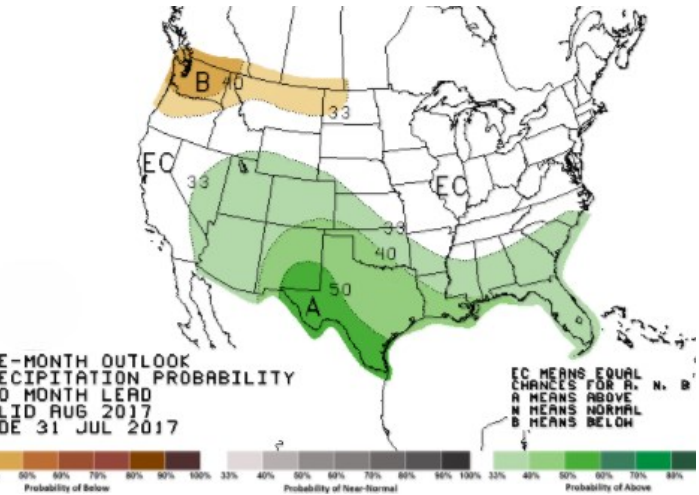 B 40
33
EC
33
EC
33
40
50
A
E-MONTH OUTLOOK
ECIPITATION PROBABILITY
O MONTH LEAD
LID AUG 2017
DE 31 JUL 2017
EC MEANS EQUAL
CHANCES FOR A, N, B
A MEANS ABOVE
N MEANS NORMAL
B MEANS BELOW
50% 60% 70% 80% 90% 100%
Probability of Below
33% 40% 50% 60% 70% 80% 90% 100%
Probability of Near-Normal
33% 40% 50% 60% 70% 80%
Probability of Above